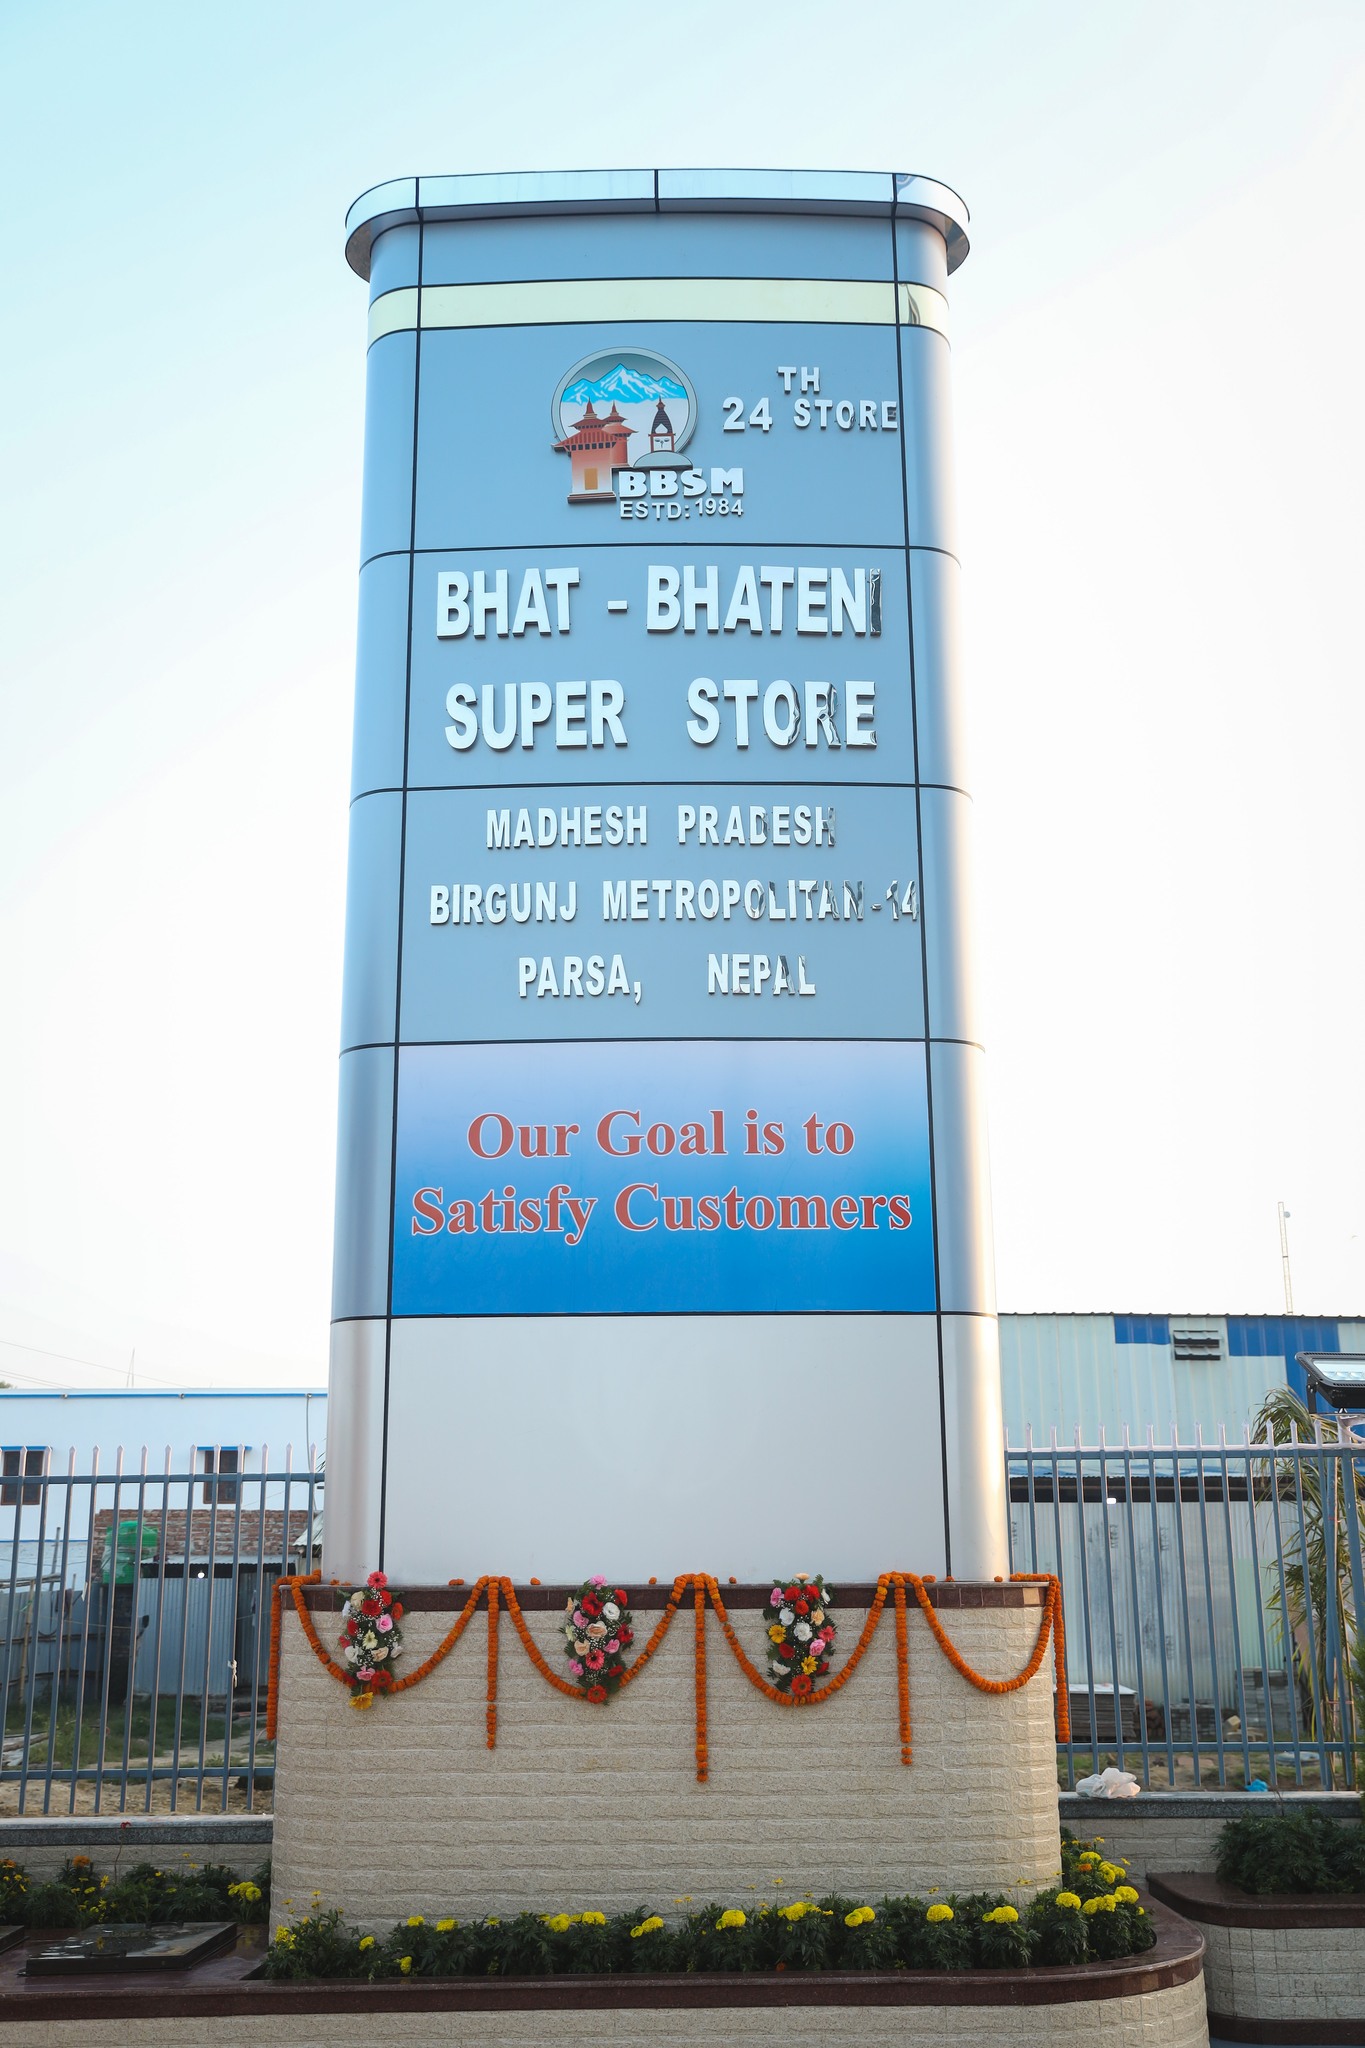 TH
24 STORE
BBSM
ESTD: 1984
BHAT - BHATENI
SUPER STORE
MADHESH PRADESH
BIRGUNJ METROPOLITAN-14
PARSA, NEPAL
Our Goal is to
Satisfy Customers